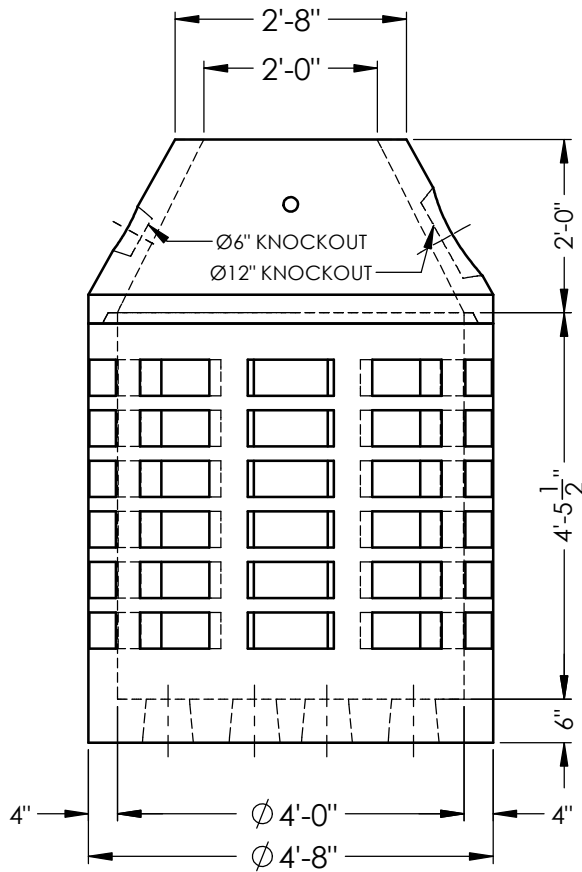 2'-8"
2'-0"
Ø6" KNOCKOUT
Ø12" KNOCKOUT
2'-0"
4'-5 1/2"
6"
4"
Ø 4'-0"
4"
Ø 4'-8"